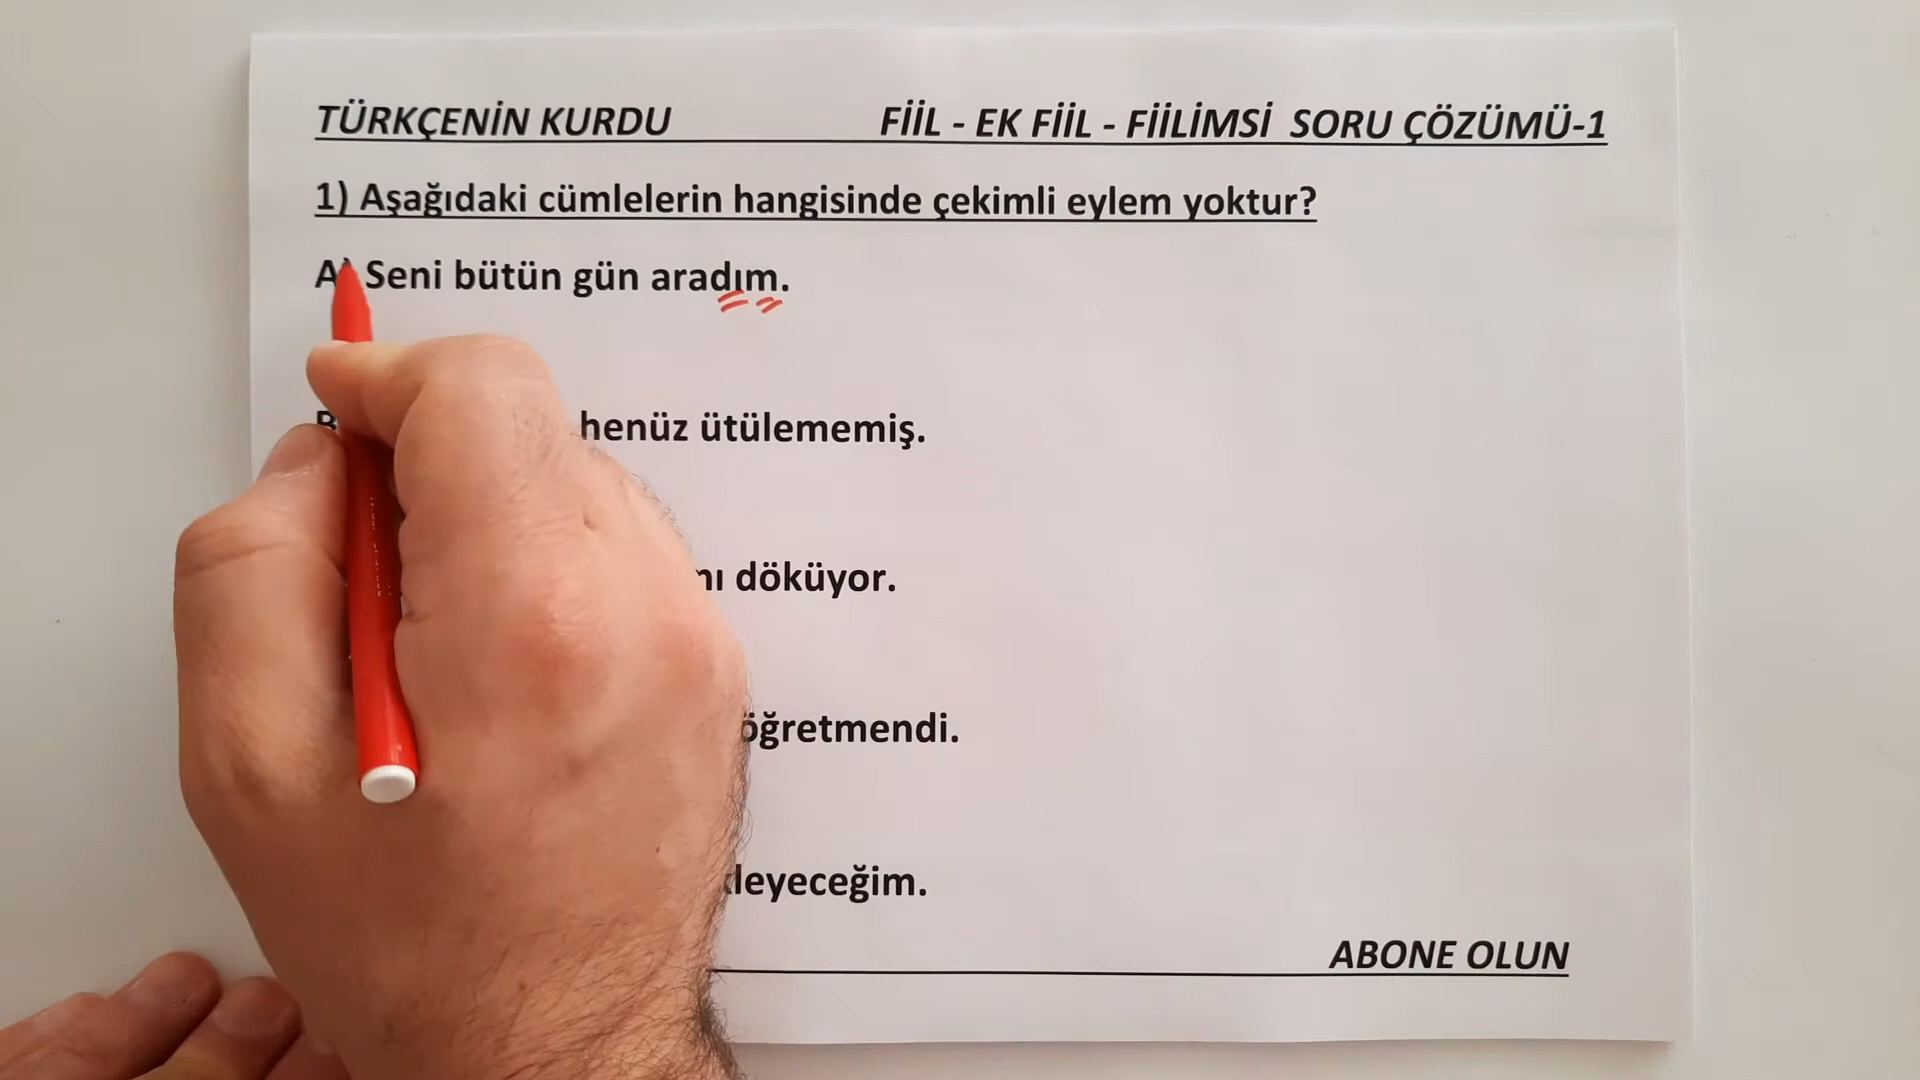 TÜRKÇENİN KURDU FİİL - EK FİİL - FİİLİMSİ SORU ÇÖZÜMÜ-1
1) Aşağıdaki cümlelerin hangisinde çekimli eylem yoktur?
A) Seni bütün gün aradım.
henüz ütülememiş.
döküyor.
öğretmendi.
ABONE OLUN